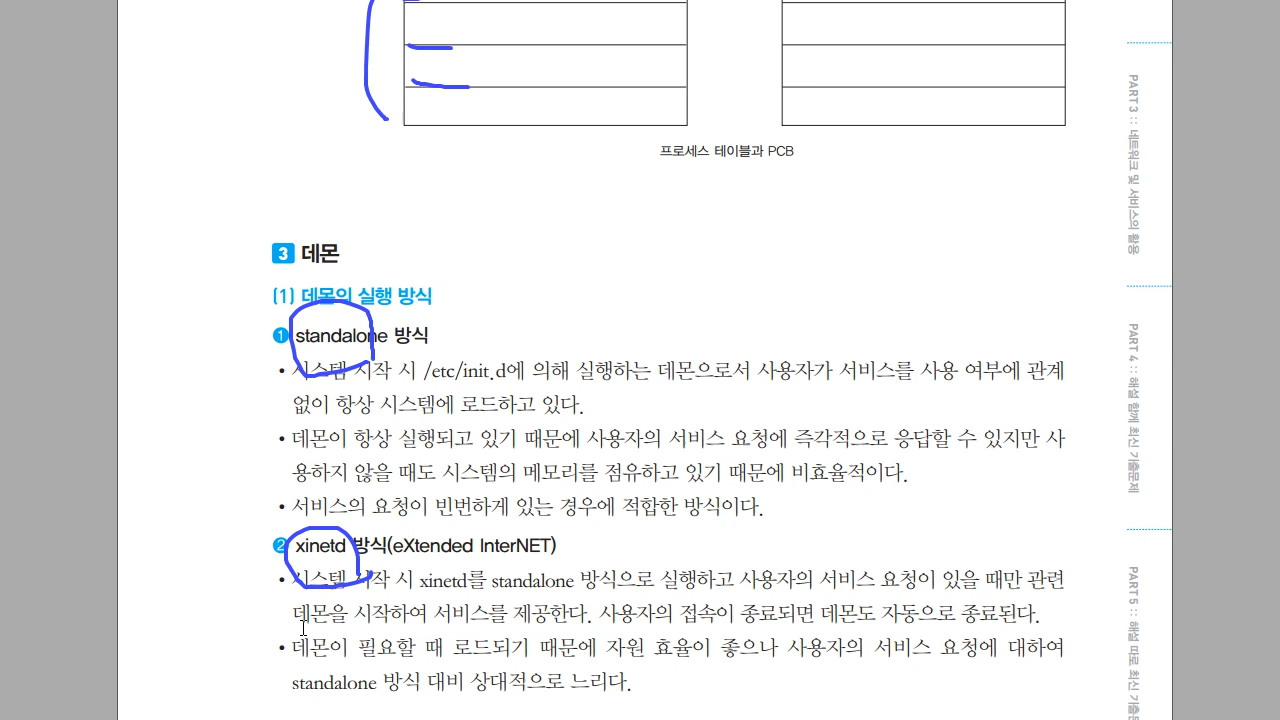 프로세스 테이블과 PCB
3 데몬
(1) 데몬의 실행 방식
1 standalone 방식
• 시스템 시작 시 /etc/init.d에 의해 실행하는 데몬으로서 사용자가 서비스를 사용 여부에 관계
없이 항상 시스템에 로드하고 있다.
• 데몬이 항상 실행되고 있기 때문에 사용자의 서비스 요청에 즉각적으로 응답할 수 있지만 사
용하지 않을 때도 시스템의 메모리를 점유하고 있기 때문에 비효율적이다.
• 서비스의 요청이 빈번하게 있는 경우에 적합한 방식이다.
2 xinetd 방식(eXtended InterNET)
• 시스템 시작 시 xinetd를 standalone 방식으로 실행하고 사용자의 서비스 요청이 있을 때만 관련
데몬을 시작하여 서비스를 제공한다. 사용자의 접속이 종료되면 데몬도 자동으로 종료된다.
• 데몬이 필요할 때 로드되기 때문에 자원 효율이 좋으나 사용자의 서비스 요청에 대하여
standalone 방식 대비 상대적으로 느리다.
PART 3 :: 네트워크 및 서비스의 활용
PART 4 :: 해설 함께 최신 기출문제
PART 5 :: 해설 따로 최신 기출문